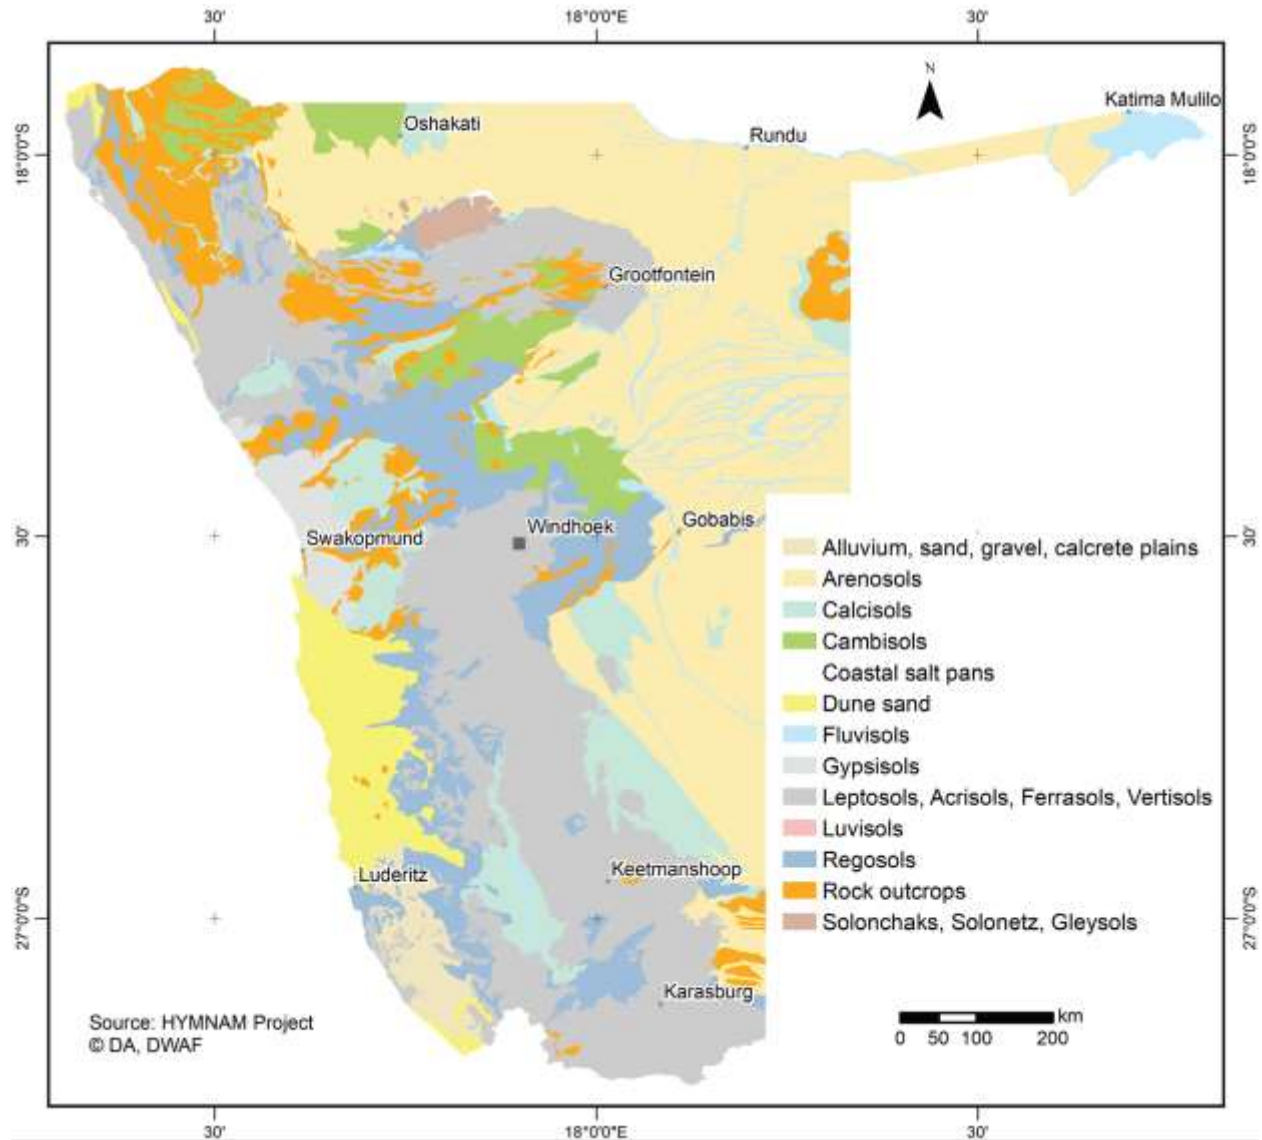 30'
18°0'0"E
30'
N
Katima Mulilo
Oshakati
Rundu
18°0'0"S
18°0'0"S
Grootfontein
Gobabis
Windhoek
Swakopmund
30'
30'
Alluvium, sand, gravel, calcrete plains
Arenosols
Calcisols
Cambisols
Coastal salt pans
Dune sand
Fluvisols
Gypsisols
Leptosols, Acrisols, Ferrasols, Vertisols
Luvisols
Regosols
Rock outcrops
Solonchaks, Solonetz, Gleysols
Luderitz
Keetmanshoop
27°0'0"S
27°0'0"S
Karasburg
Source: HYMNAM Project
© DA, DWAF
km
0 50 100 200
30'
18°0'0"E
30'